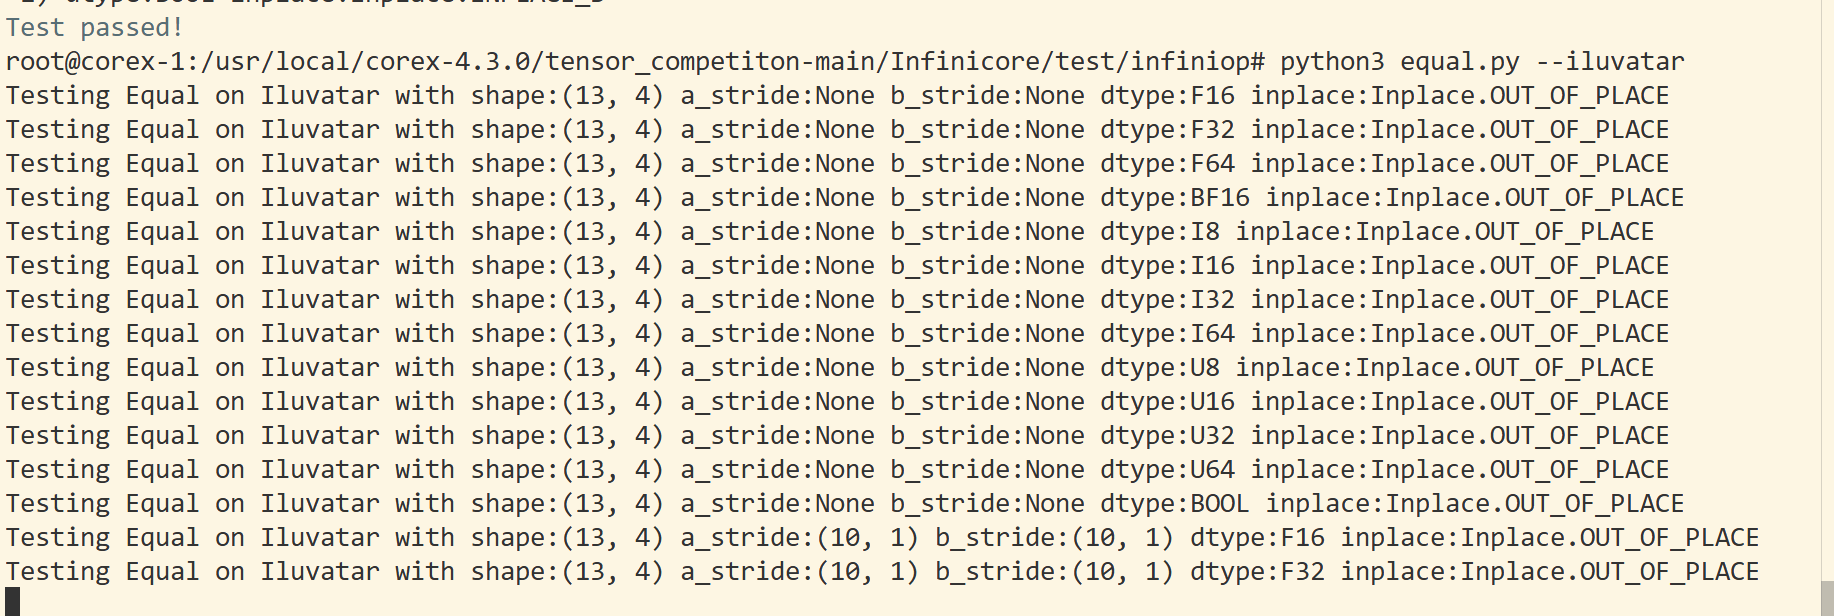 1) dtype:BOOL inplace:Inplace.INPLACE_B
Test passed!
root@corex-1:/usr/local/corex-4.3.0/tensor_competiton-main/Infinicore/test/infiniop# python3 equal.py --iluvatar
Testing Equal on Iluvatar with shape:(13, 4) a_stride:None b_stride:None dtype:F16 inplace:Inplace.OUT_OF_PLACE
Testing Equal on Iluvatar with shape:(13, 4) a_stride:None b_stride:None dtype:F32 inplace:Inplace.OUT_OF_PLACE
Testing Equal on Iluvatar with shape:(13, 4) a_stride:None b_stride:None dtype:F64 inplace:Inplace.OUT_OF_PLACE
Testing Equal on Iluvatar with shape:(13, 4) a_stride:None b_stride:None dtype:BF16 inplace:Inplace.OUT_OF_PLACE
Testing Equal on Iluvatar with shape:(13, 4) a_stride:None b_stride:None dtype:I8 inplace:Inplace.OUT_OF_PLACE
Testing Equal on Iluvatar with shape:(13, 4) a_stride:None b_stride:None dtype:I16 inplace:Inplace.OUT_OF_PLACE
Testing Equal on Iluvatar with shape:(13, 4) a_stride:None b_stride:None dtype:I32 inplace:Inplace.OUT_OF_PLACE
Testing Equal on Iluvatar with shape:(13, 4) a_stride:None b_stride:None dtype:I64 inplace:Inplace.OUT_OF_PLACE
Testing Equal on Iluvatar with shape:(13, 4) a_stride:None b_stride:None dtype:U8 inplace:Inplace.OUT_OF_PLACE
Testing Equal on Iluvatar with shape:(13, 4) a_stride:None b_stride:None dtype:U16 inplace:Inplace.OUT_OF_PLACE
Testing Equal on Iluvatar with shape:(13, 4) a_stride:None b_stride:None dtype:U32 inplace:Inplace.OUT_OF_PLACE
Testing Equal on Iluvatar with shape:(13, 4) a_stride:None b_stride:None dtype:U64 inplace:Inplace.OUT_OF_PLACE
Testing Equal on Iluvatar with shape:(13, 4) a_stride:None b_stride:None dtype:BOOL inplace:Inplace.OUT_OF_PLACE
Testing Equal on Iluvatar with shape:(13, 4) a_stride:(10, 1) b_stride:(10, 1) dtype:F16 inplace:Inplace.OUT_OF_PLACE
Testing Equal on Iluvatar with shape:(13, 4) a_stride:(10, 1) b_stride:(10, 1) dtype:F32 inplace:Inplace.OUT_OF_PLACE